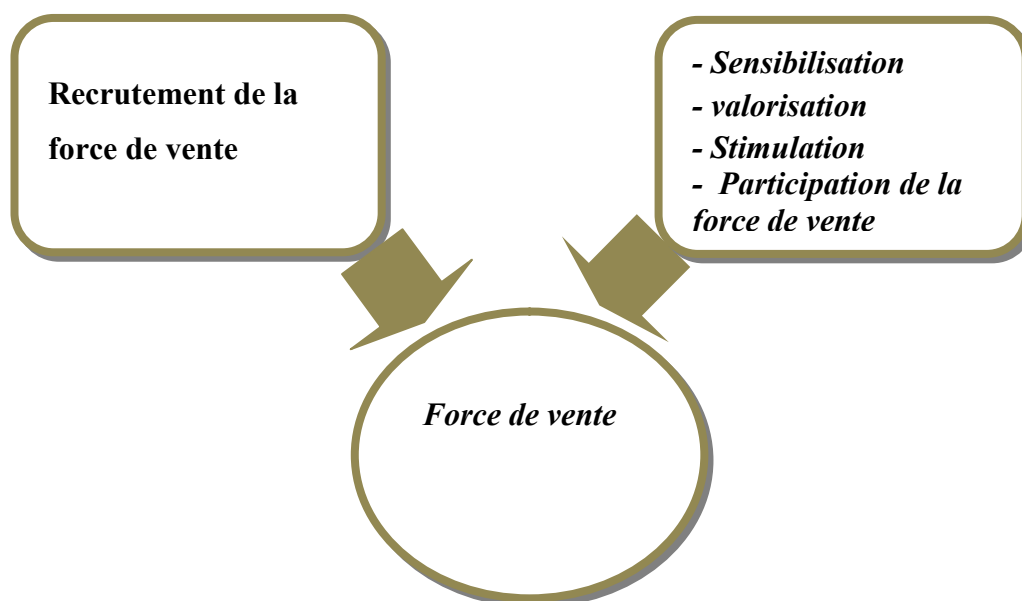 Recrutement de la
force de vente
- Sensibilisation
- valorisation
- Stimulation
- Participation de la
force de vente
Force de vente